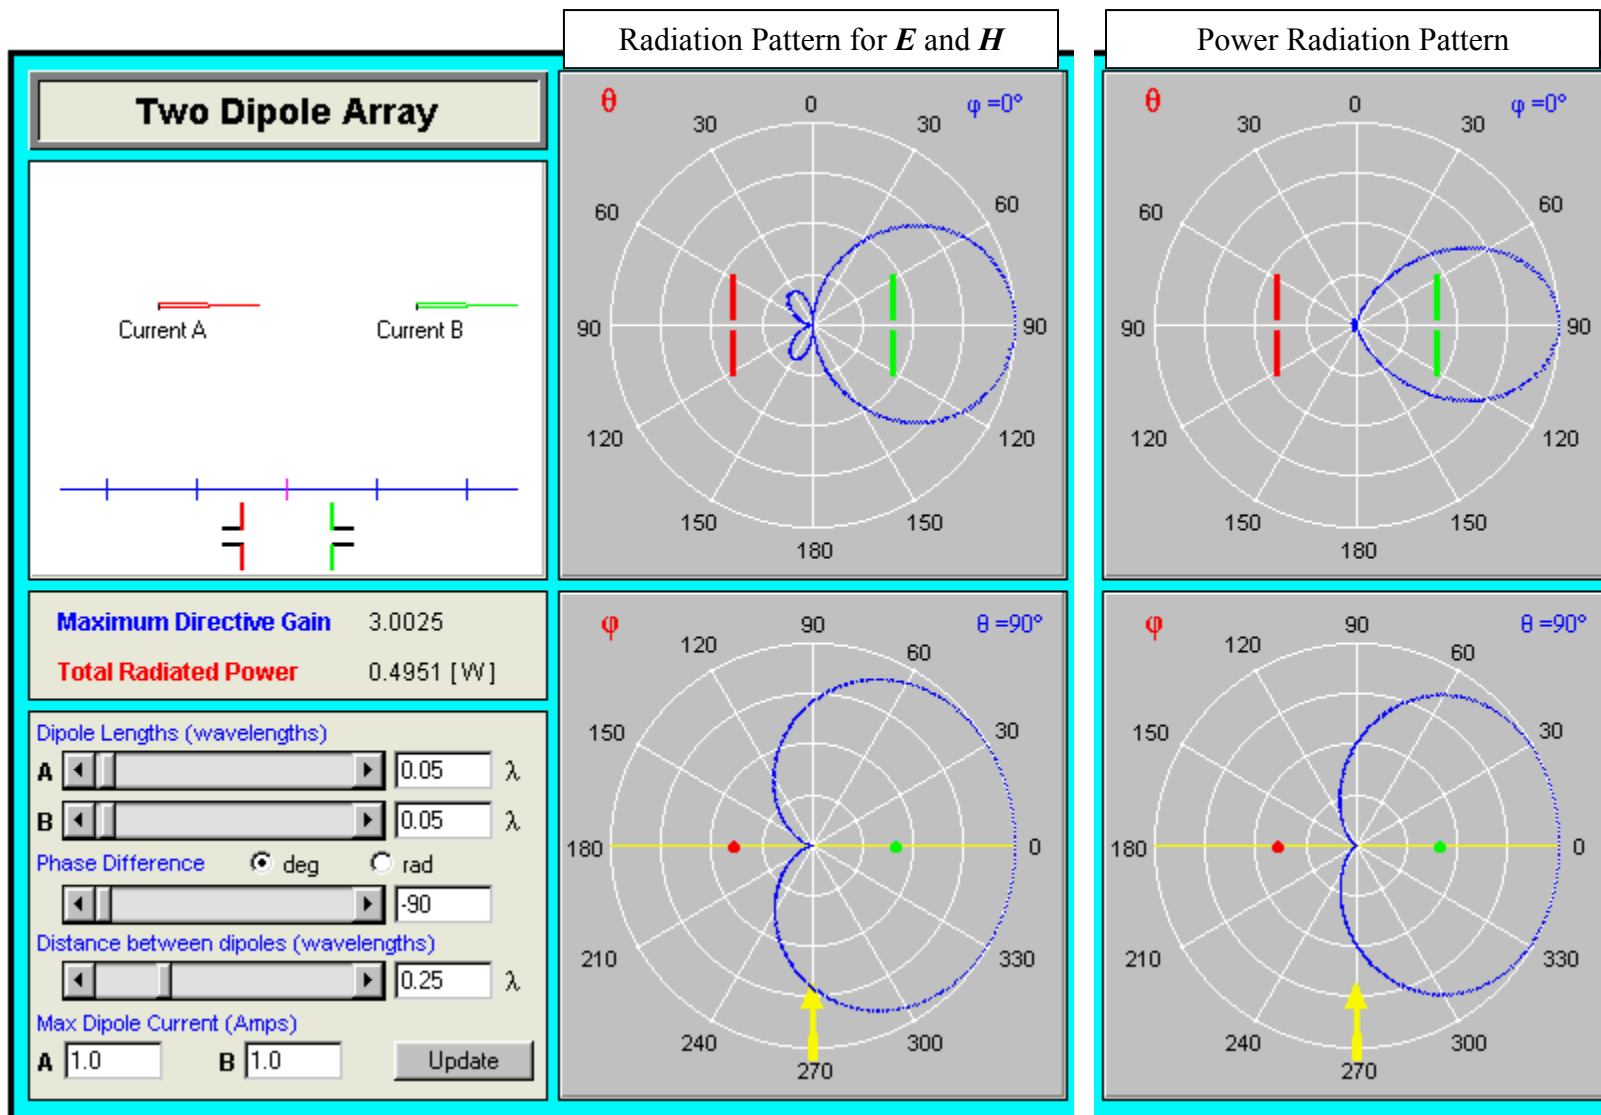 Radiation Pattern for E and H
Power Radiation Pattern
Two Dipole Array
Current A
Current B
Maximum Directive Gain 3.0025
Total Radiated Power 0.4951 [W]
Dipole Lengths (wavelengths)
A 0.05 λ
B 0.05 λ
Phase Difference deg rad
-90
Distance between dipoles (wavelengths)
0.25 λ
Max Dipole Current (Amps)
A 1.0 B 1.0 Update
θ 0 φ =0°
30 30
60 60
90 90
120 120
150 150
180
φ 90 θ =90°
120 60
150 30
180 0
210 330
240 300
270
θ 0 φ =0°
30 30
60 60
90 90
120 120
150 150
180
φ 90 θ =90°
120 60
150 30
180 0
210 330
240 300
270